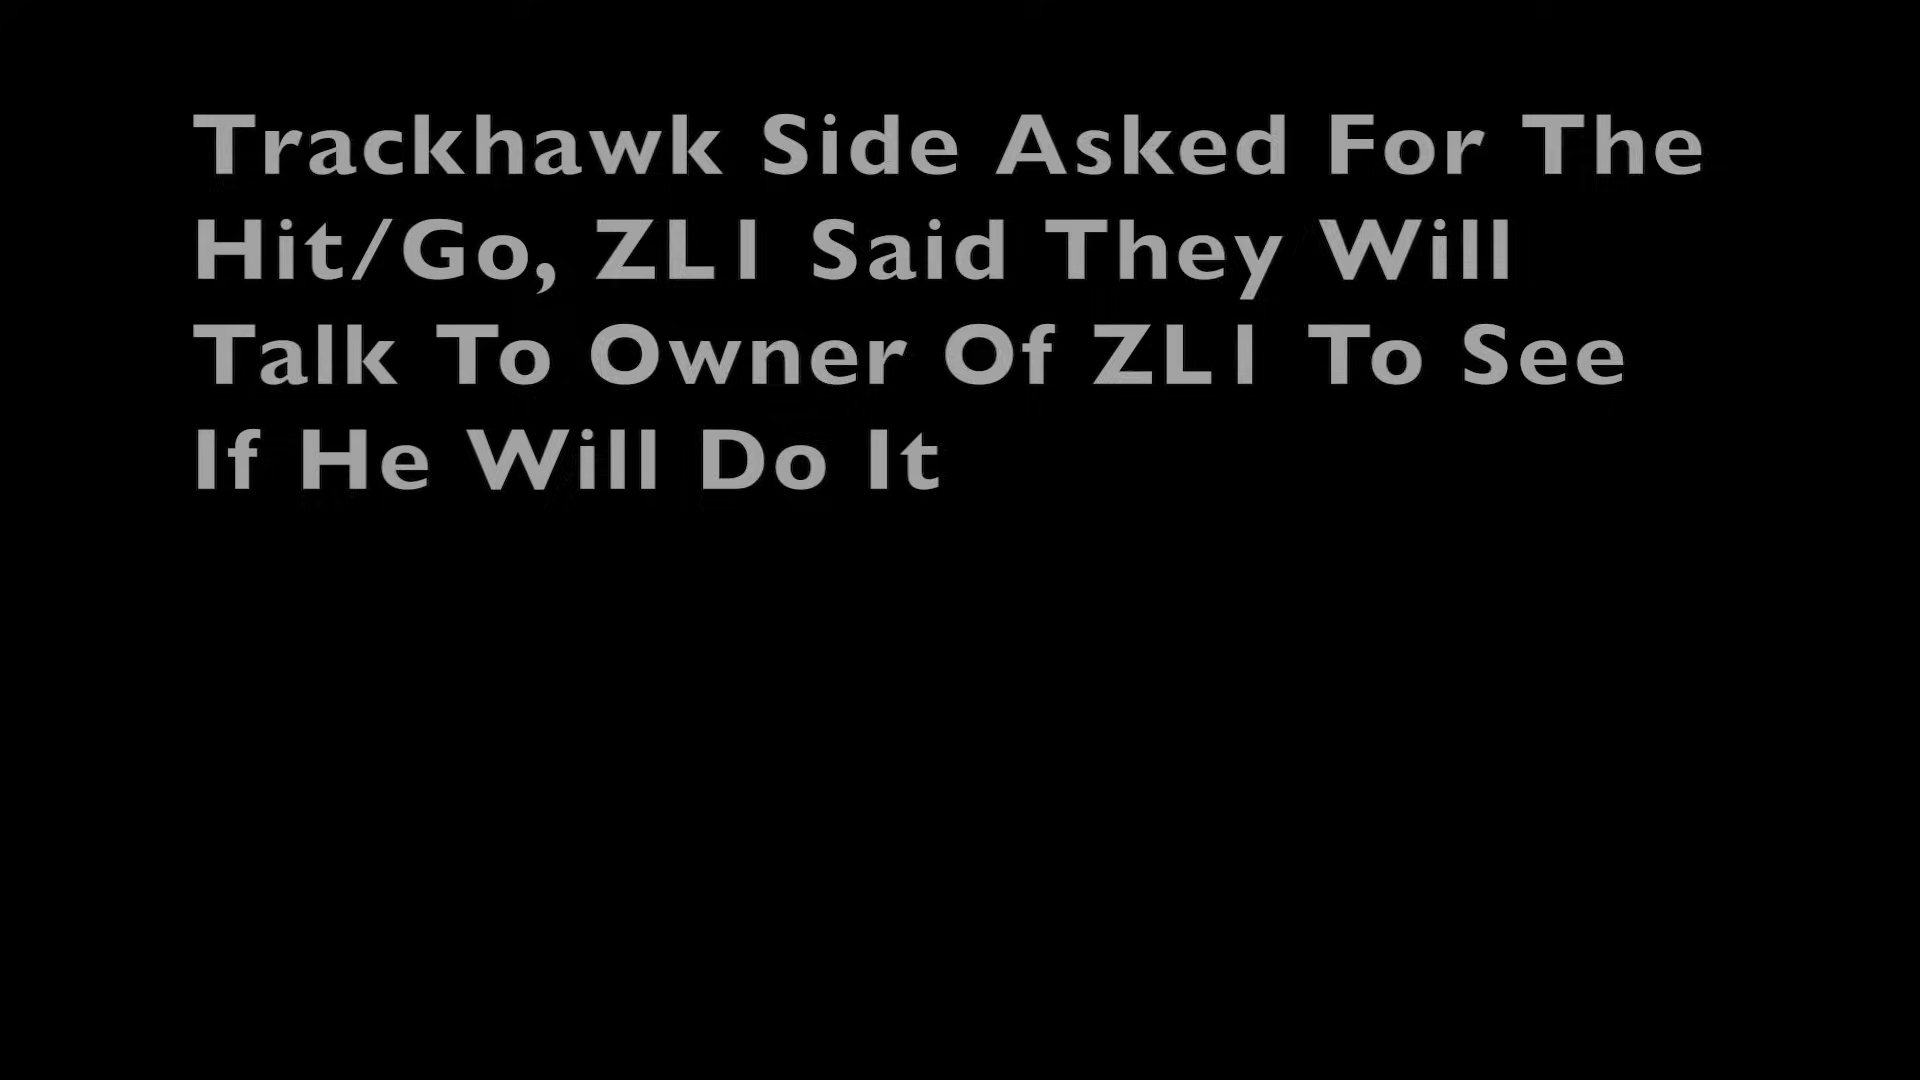 Trackhawk Side Asked For The
Hit/Go, ZL1 Said They Will
Talk To Owner Of ZL1 To See
If He Will Do It